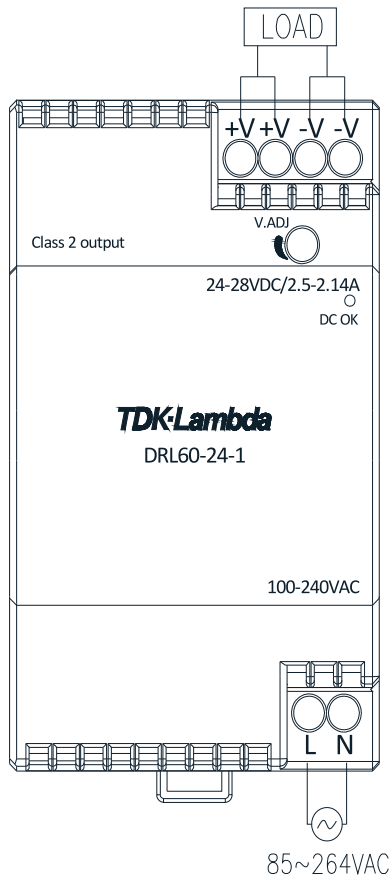 LOAD
+V +V -V -V
V.ADJ
Class 2 output
24-28VDC/2.5-2.14A
DC OK
TDK·Lambda
DRL60-24-1
100-240VAC
L N
85~264VAC